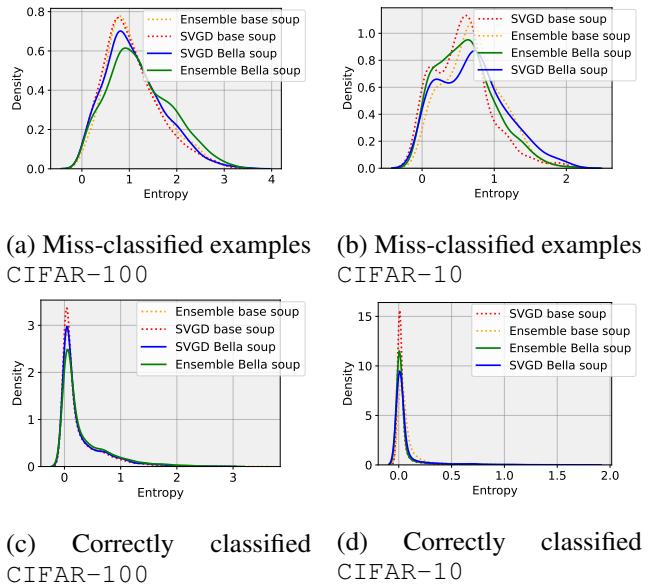 0.8
0.6
0.4
0.2
0.0
Density
0 1 2 3 4
Entropy
Ensemble base soup
SVGD base soup
SVGD Bella soup
Ensemble Bella soup
1.0
0.8
0.6
0.4
0.2
0.0
Density
0 1 2
Entropy
SVGD base soup
Ensemble base soup
Ensemble Bella soup
SVGD Bella soup
(a) Miss-classified examples
CIFAR-100
(b) Miss-classified examples
CIFAR-10
3
2
1
0
Density
0 1 2 3
Entropy
Ensemble base soup
SVGD base soup
SVGD Bella soup
Ensemble Bella soup
15
10
5
0
Density
0.0 0.5 1.0 1.5 2.0
Entropy
SVGD base soup
Ensemble base soup
Ensemble Bella soup
SVGD Bella soup
(c) Correctly classified
CIFAR-100
(d) Correctly classified
CIFAR-10